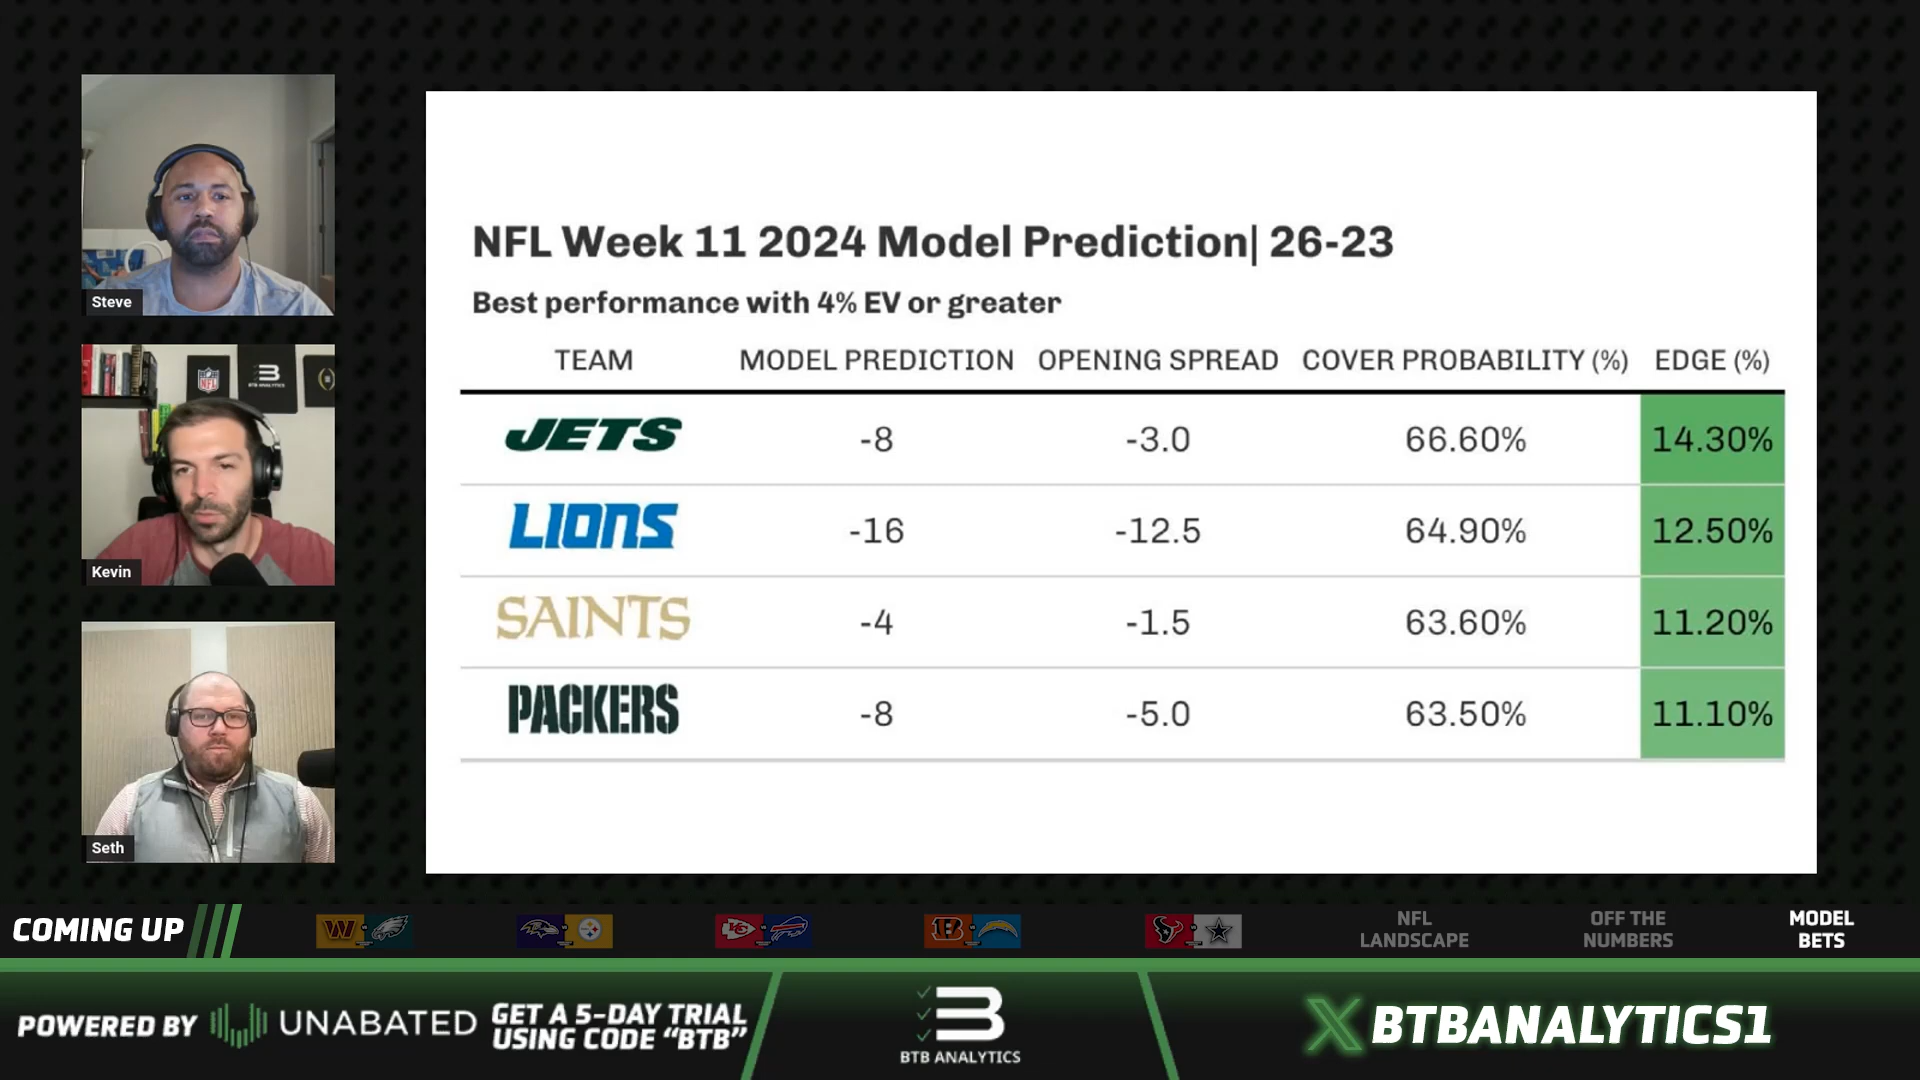 Steve
Kevin
Seth
NFL
BTB ANALYTICS
NFL Week 11 2024 Model Prediction| 26-23
Best performance with 4% EV or greater
TEAM MODEL PREDICTION OPENING SPREAD COVER PROBABILITY (%) EDGE (%)
JETS -8 -3.0 66.60% 14.30%
LIONS -16 -12.5 64.90% 12.50%
SAINTS -4 -1.5 63.60% 11.20%
PACKERS -8 -5.0 63.50% 11.10%
COMING UP
NFL LANDSCAPE
OFF THE NUMBERS
MODEL BETS
POWERED BY UNABATED
GET A 5-DAY TRIAL
USING CODE “BTB”
BTB ANALYTICS
X BTBANALYTICS1